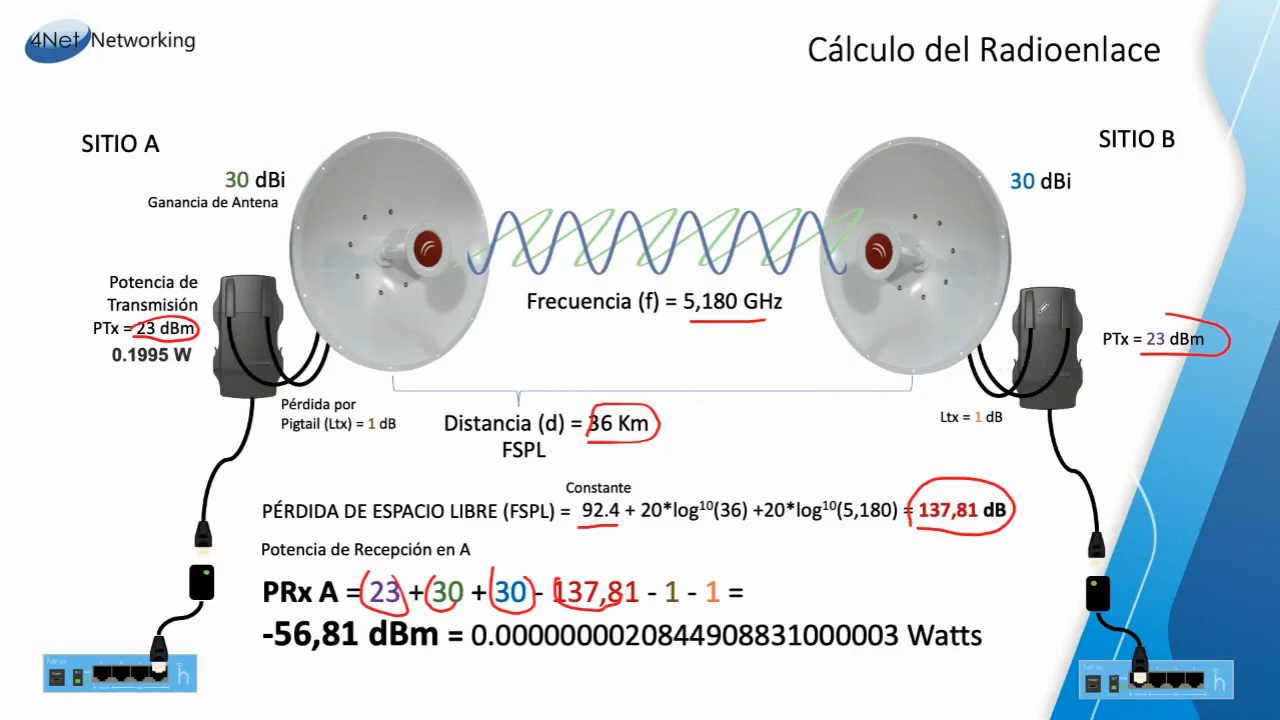 4Net Networking
Cálculo del Radioenlace
SITIO A
SITIO B
30 dBi
Ganancia de Antena
30 dBi
Potencia de
Transmisión
PTx = 23 dBm
0.1995 W
Frecuencia (f) = 5,180 GHz
PTx = 23 dBm
Pérdida por
Pigtail (Ltx) = 1 dB
Distancia (d) = 36 Km
FSPL
Ltx = 1 dB
Constante
PÉRDIDA DE ESPACIO LIBRE (FSPL) = 92.4 + 20*log¹⁰(36) +20*log¹⁰(5,180) = 137,81 dB
Potencia de Recepción en A
PRx A = 23 + 30 + 30 - 137,81 - 1 - 1 =
-56,81 dBm = 0.0000000020844908831000003 Watts